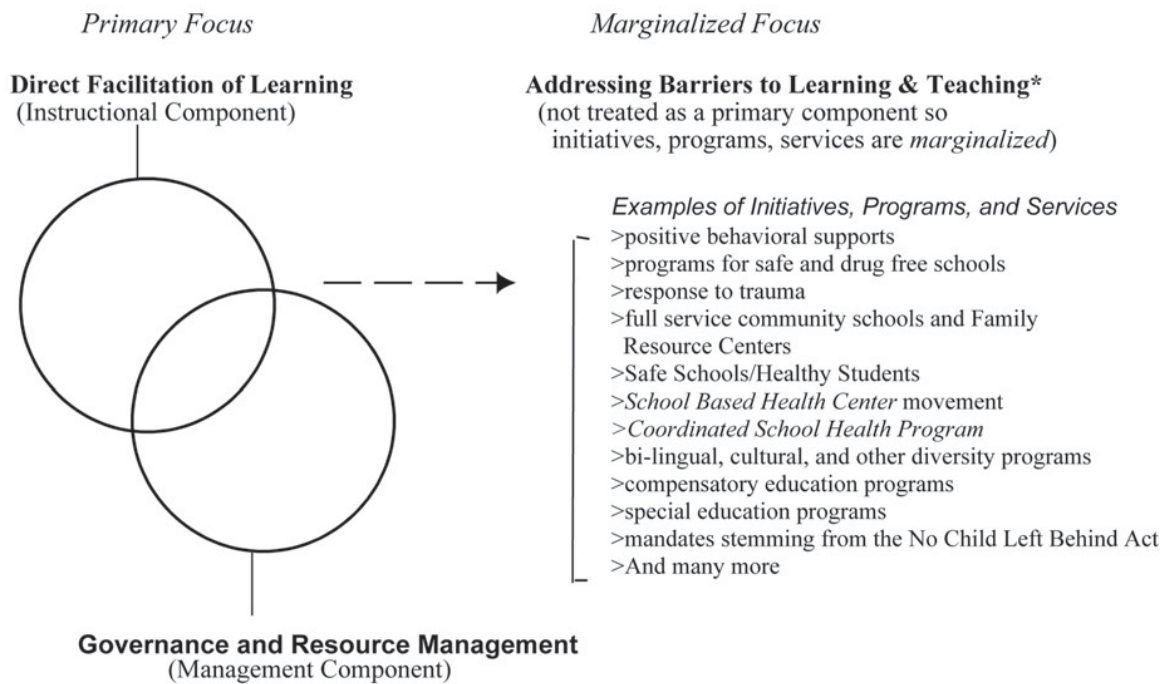 Primary Focus
Marginalized Focus
Direct Facilitation of Learning
(Instructional Component)
Addressing Barriers to Learning & Teaching*
(not treated as a primary component so
initiatives, programs, services are marginalized)
Examples of Initiatives, Programs, and Services
>positive behavioral supports
>programs for safe and drug free schools
>response to trauma
>full service community schools and Family
Resource Centers
>Safe Schools/Healthy Students
>School Based Health Center movement
>Coordinated School Health Program
>bi-lingual, cultural, and other diversity programs
>compensatory education programs
>special education programs
>mandates stemming from the No Child Left Behind Act
>And many more
Governance and Resource Management
(Management Component)